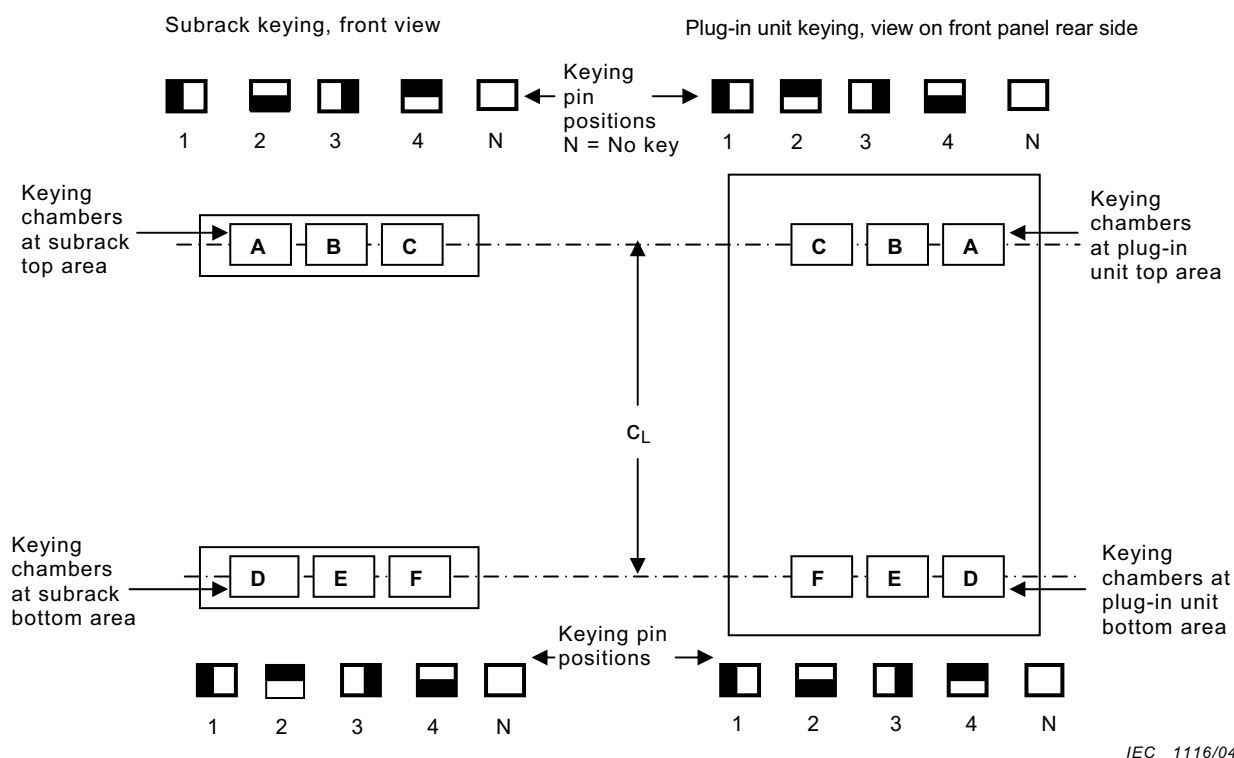 Subrack keying, front view
Plug-in unit keying, view on front panel rear side
1 2 3 4 N
Keying
pin
positions
N = No key
1 2 3 4 N
Keying
chambers
at subrack
top area
A B C
C B A
Keying
chambers
at plug-in
unit top area
CL
Keying
chambers
at subrack
bottom area
D E F
F E D
Keying
chambers at
plug-in unit
bottom area
Keying pin
positions
1 2 3 4 N
1 2 3 4 N
IEC 1116/04